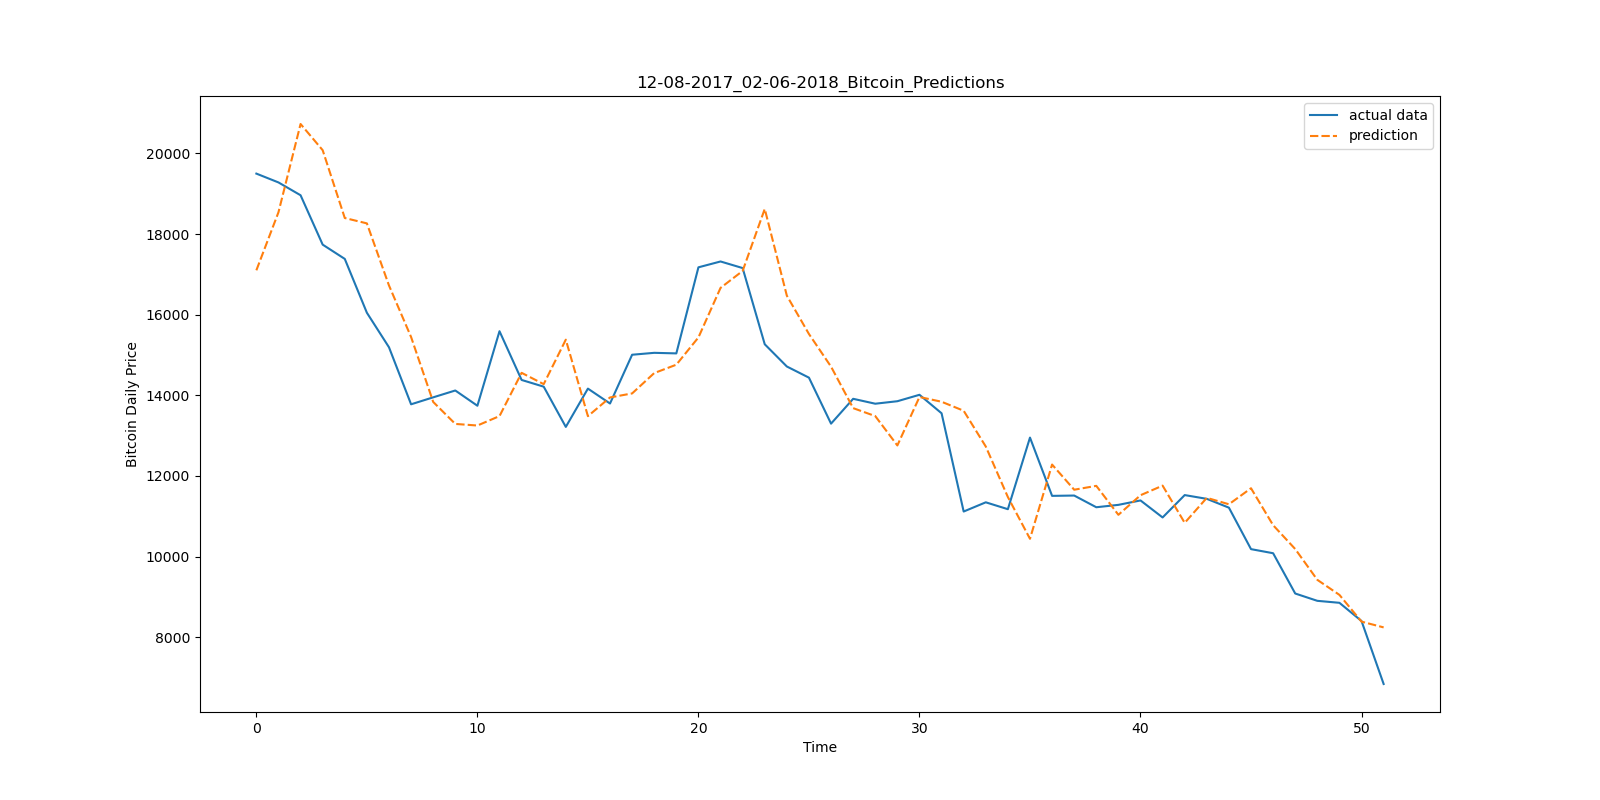 12-08-2017_02-06-2018_Bitcoin_Predictions
actual data
prediction
20000
18000
16000
14000
12000
10000
8000
Bitcoin Daily Price
0 10 20 30 40 50
Time